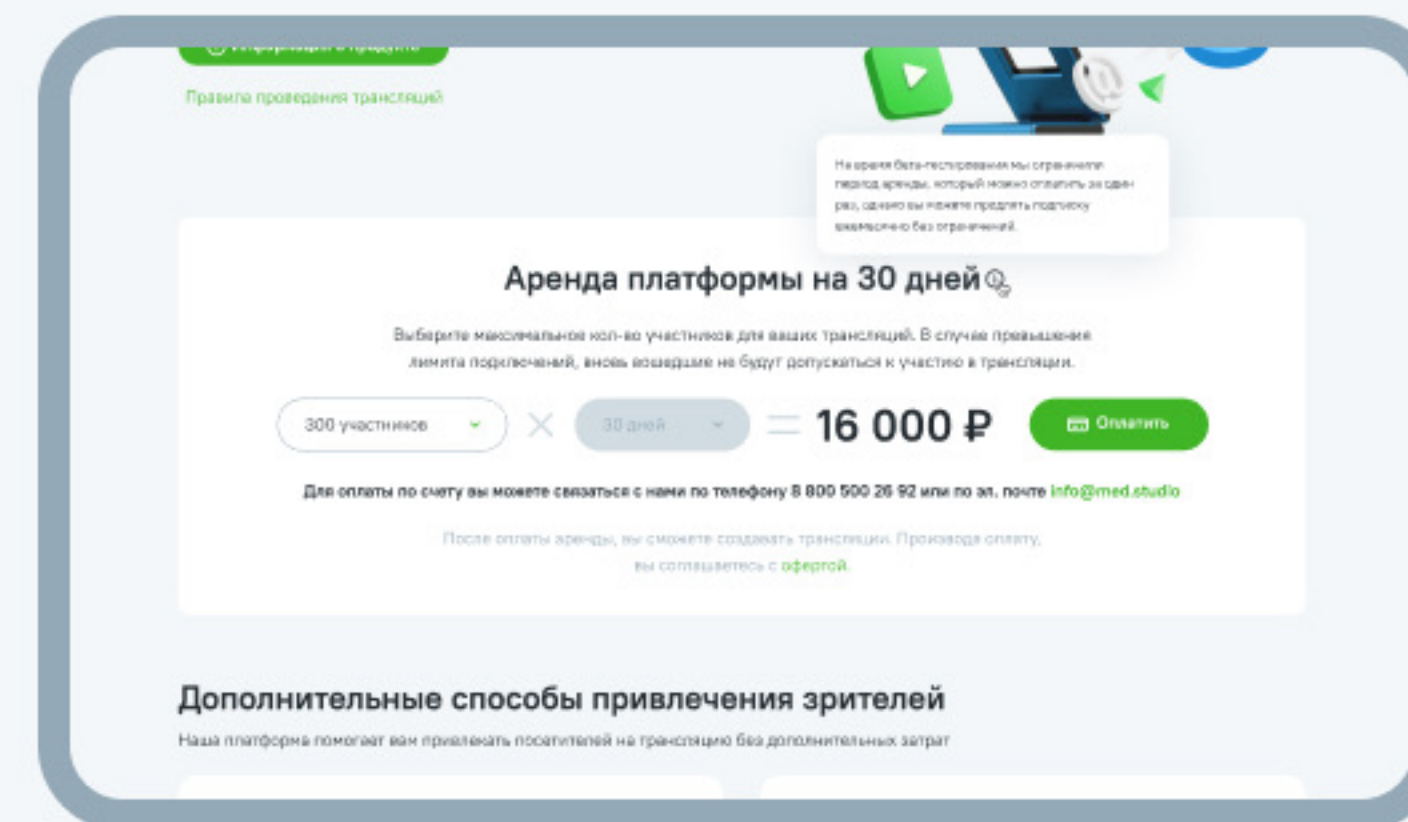 Информация о продукте
Правила проведения трансляций
На время бета-тестирования мы ограничили
период аренды, который можно оплатить за один
раз, однако вы можете продлять подписку
ежемесячно без ограничений.
Аренда платформы на 30 дней
Выберите максимальное кол-во участников для ваших трансляций. В случае превышения
лимита подключений, вновь вошедшие не будут допускаться к участию в трансляции.
300 участников × 30 дней = 16 000 ₽ Оплатить
Для оплаты по счету вы можете связаться с нами по телефону 8 800 500 26 92 или по эл. почте info@med.studio
После оплаты аренды, вы сможете создавать трансляции. Производя оплату,
вы соглашаетесь с офертой.
Дополнительные способы привлечения зрителей
Наша платформа помогает вам привлекать посетителей на трансляцию без дополнительных затрат